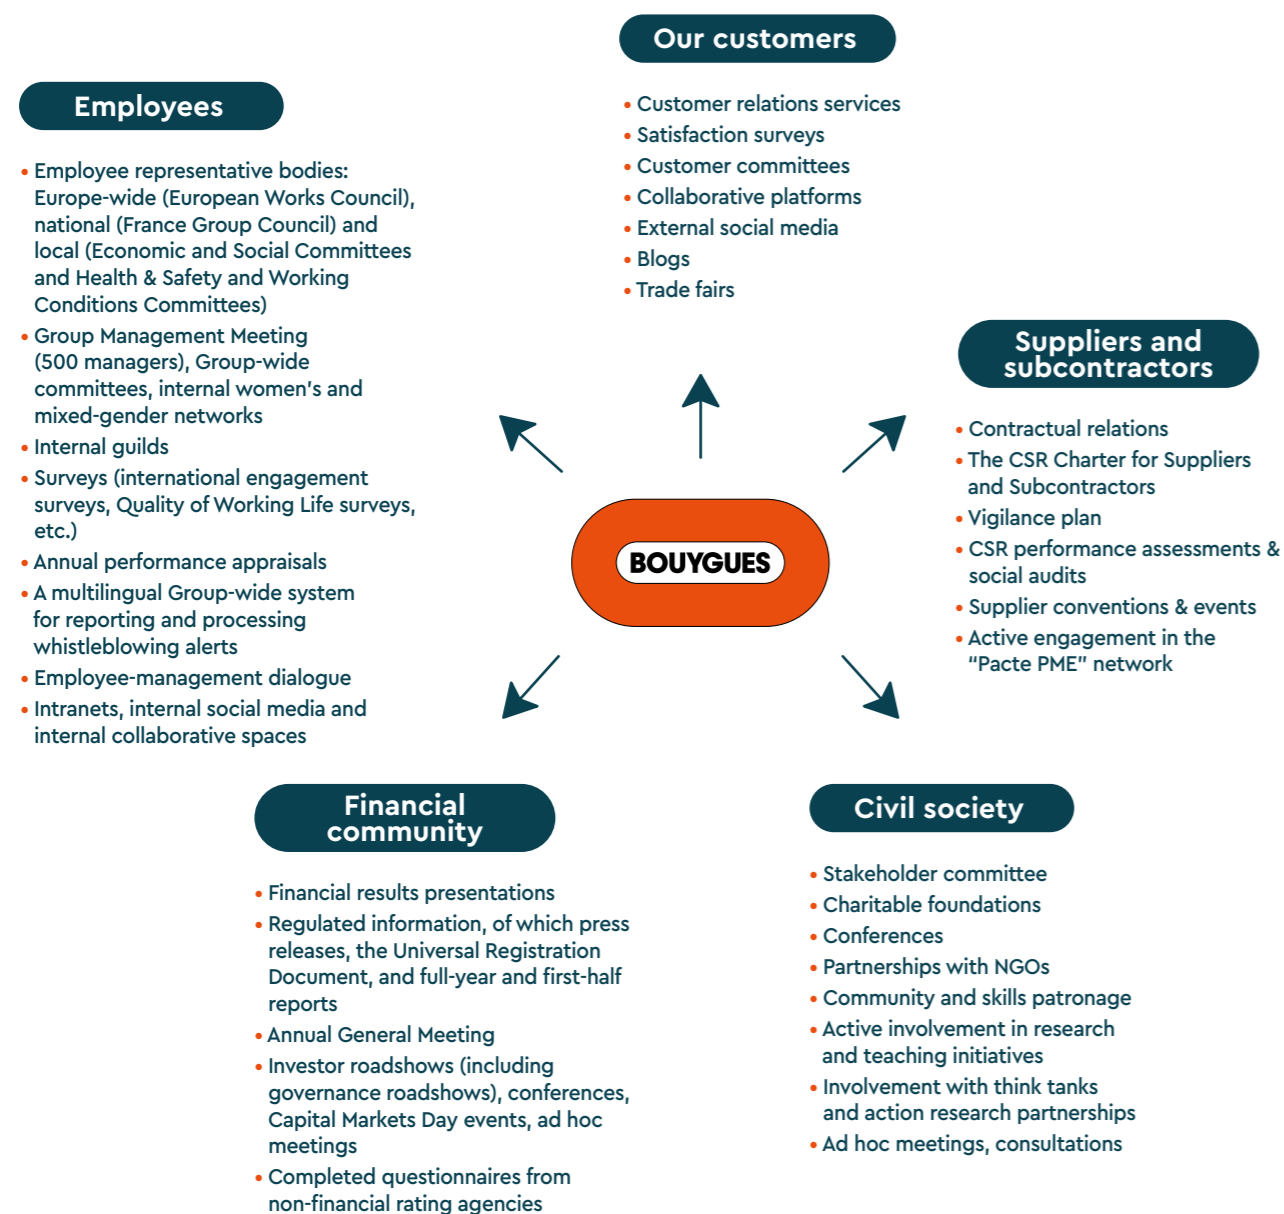 Our customers
• Customer relations services
• Satisfaction surveys
• Customer committees
• Collaborative platforms
• External social media
• Blogs
• Trade fairs
Employees
• Employee representative bodies:
Europe-wide (European Works Council),
national (France Group Council) and
local (Economic and Social Committees
and Health & Safety and Working
Conditions Committees)
• Group Management Meeting
(500 managers), Group-wide
committees, internal women's and
mixed-gender networks
• Internal guilds
• Surveys (international engagement
surveys, Quality of Working Life surveys,
etc.)
• Annual performance appraisals
• A multilingual Group-wide system
for reporting and processing
whistleblowing alerts
• Employee-management dialogue
• Intranets, internal social media and
internal collaborative spaces
BOUYGUES
Suppliers and
subcontractors
• Contractual relations
• The CSR Charter for Suppliers
and Subcontractors
• Vigilance plan
• CSR performance assessments &
social audits
• Supplier conventions & events
• Active engagement in the
“Pacte PME” network
Financial
community
• Financial results presentations
• Regulated information, of which press
releases, the Universal Registration
Document, and full-year and first-half
reports
• Annual General Meeting
• Investor roadshows (including
governance roadshows), conferences,
Capital Markets Day events, ad hoc
meetings
• Completed questionnaires from
non-financial rating agencies
Civil society
• Stakeholder committee
• Charitable foundations
• Conferences
• Partnerships with NGOs
• Community and skills patronage
• Active involvement in research
and teaching initiatives
• Involvement with think tanks
and action research partnerships
• Ad hoc meetings, consultations